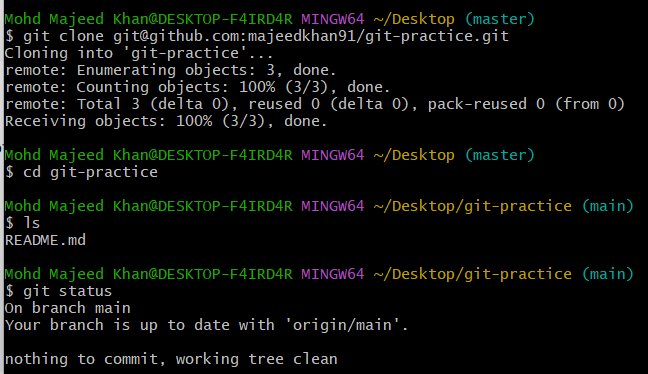 Mohd Majeed Khan@DESKTOP-F4IRD4R MINGW64 ~/Desktop (master)
$ git clone git@github.com:majeedkhan91/git-practice.git
Cloning into 'git-practice'...
remote: Enumerating objects: 3, done.
remote: Counting objects: 100% (3/3), done.
remote: Total 3 (delta 0), reused 0 (delta 0), pack-reused 0 (from 0)
Receiving objects: 100% (3/3), done.
Mohd Majeed Khan@DESKTOP-F4IRD4R MINGW64 ~/Desktop (master)
$ cd git-practice
Mohd Majeed Khan@DESKTOP-F4IRD4R MINGW64 ~/Desktop/git-practice (main)
$ ls
README.md
Mohd Majeed Khan@DESKTOP-F4IRD4R MINGW64 ~/Desktop/git-practice (main)
$ git status
On branch main
Your branch is up to date with 'origin/main'.
nothing to commit, working tree clean